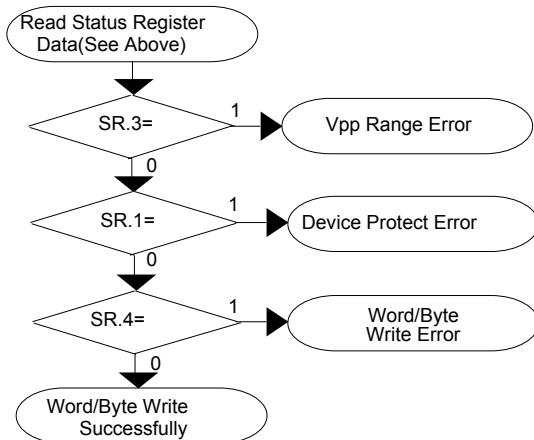 Read Status Register
Data(See Above)
SR.3=
1
Vpp Range Error
0
SR.1=
1
Device Protect Error
0
SR.4=
1
Word/Byte
Write Error
0
Word/Byte Write
Successfully